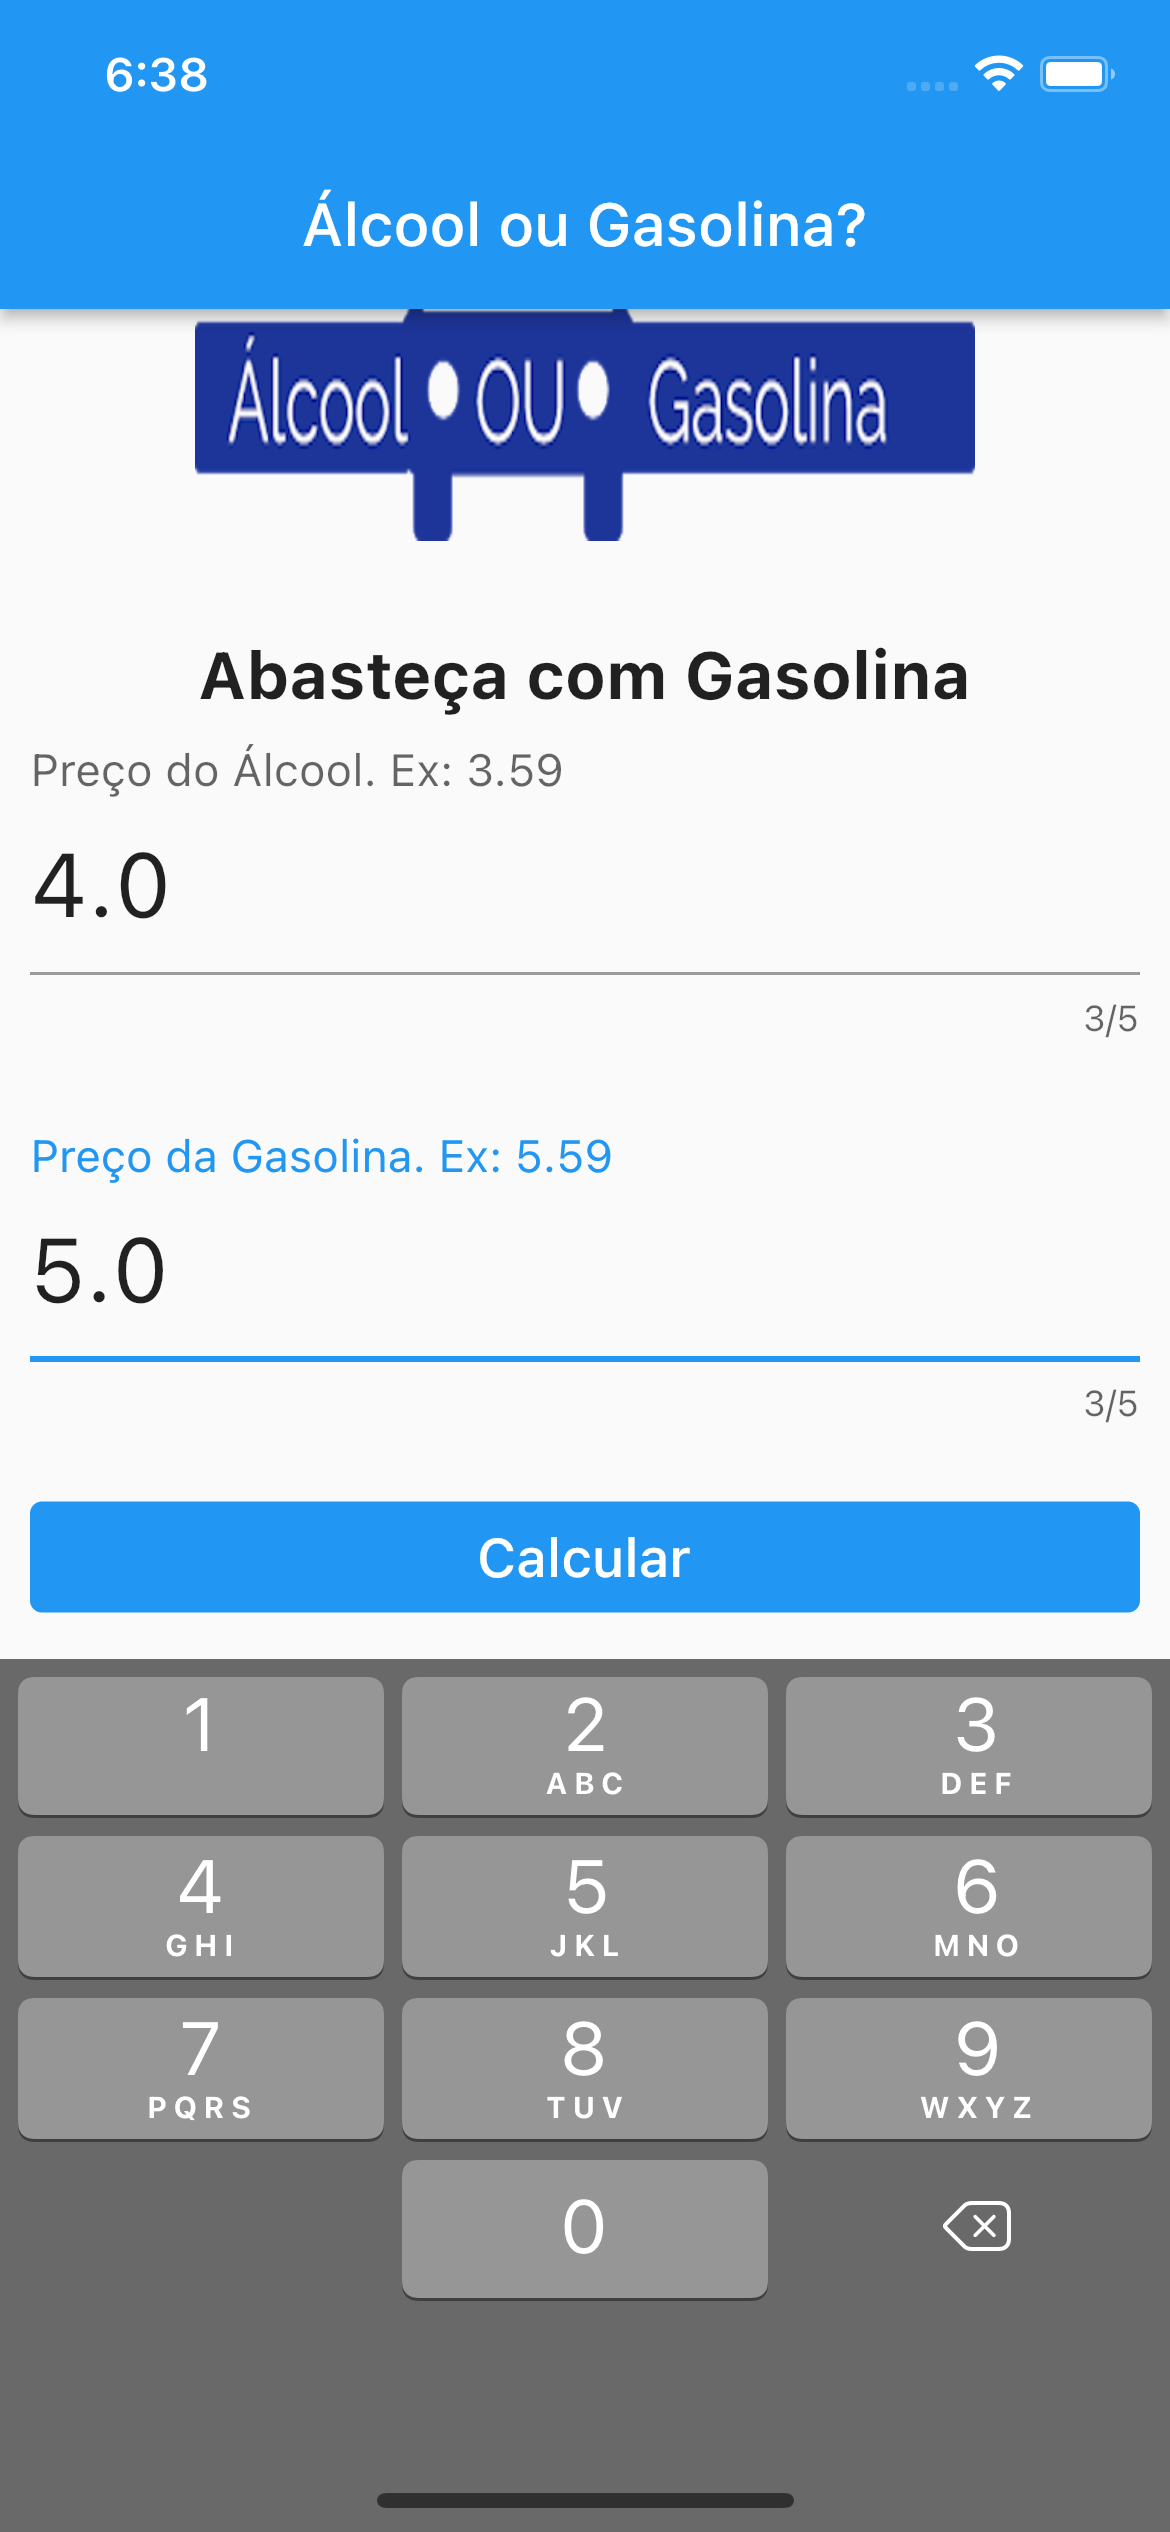 6:38
Álcool ou Gasolina?
Álcool OU Gasolina
Abasteça com Gasolina
Preço do Álcool. Ex: 3.59
4.0
3/5
Preço da Gasolina. Ex: 5.59
5.0
3/5
Calcular
1 2 3
ABC DEF
4 5 6
GHI JKL MNO
7 8 9
PQRS TUV WXYZ
0